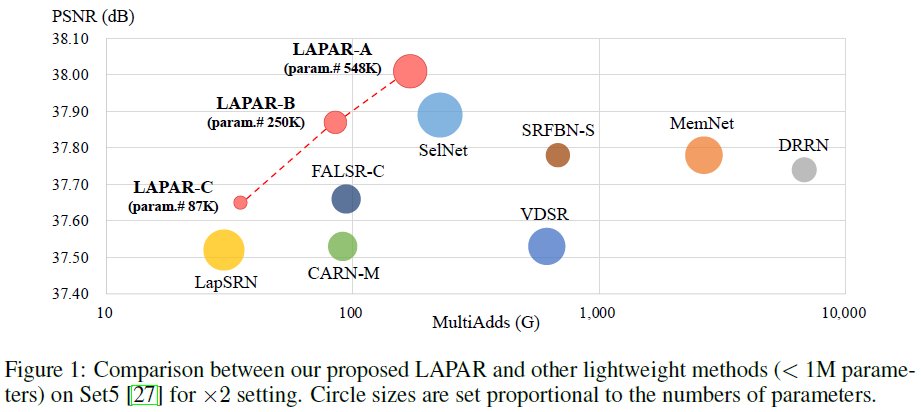 PSNR (dB)
38.10
38.00
37.90
37.80
37.70
37.60
37.50
37.40
LAPAR-A
(param.# 548K)
LAPAR-B
(param.# 250K)
SelNet
SRFBN-S
MemNet
DRRN
FALSR-C
LAPAR-C
(param.# 87K)
VDSR
LapSRN
CARN-M
10
100
1,000
10,000
MultiAdds (G)
Figure 1: Comparison between our proposed LAPAR and other lightweight methods (< 1M parame-
ters) on Set5 [27] for ×2 setting. Circle sizes are set proportional to the numbers of parameters.